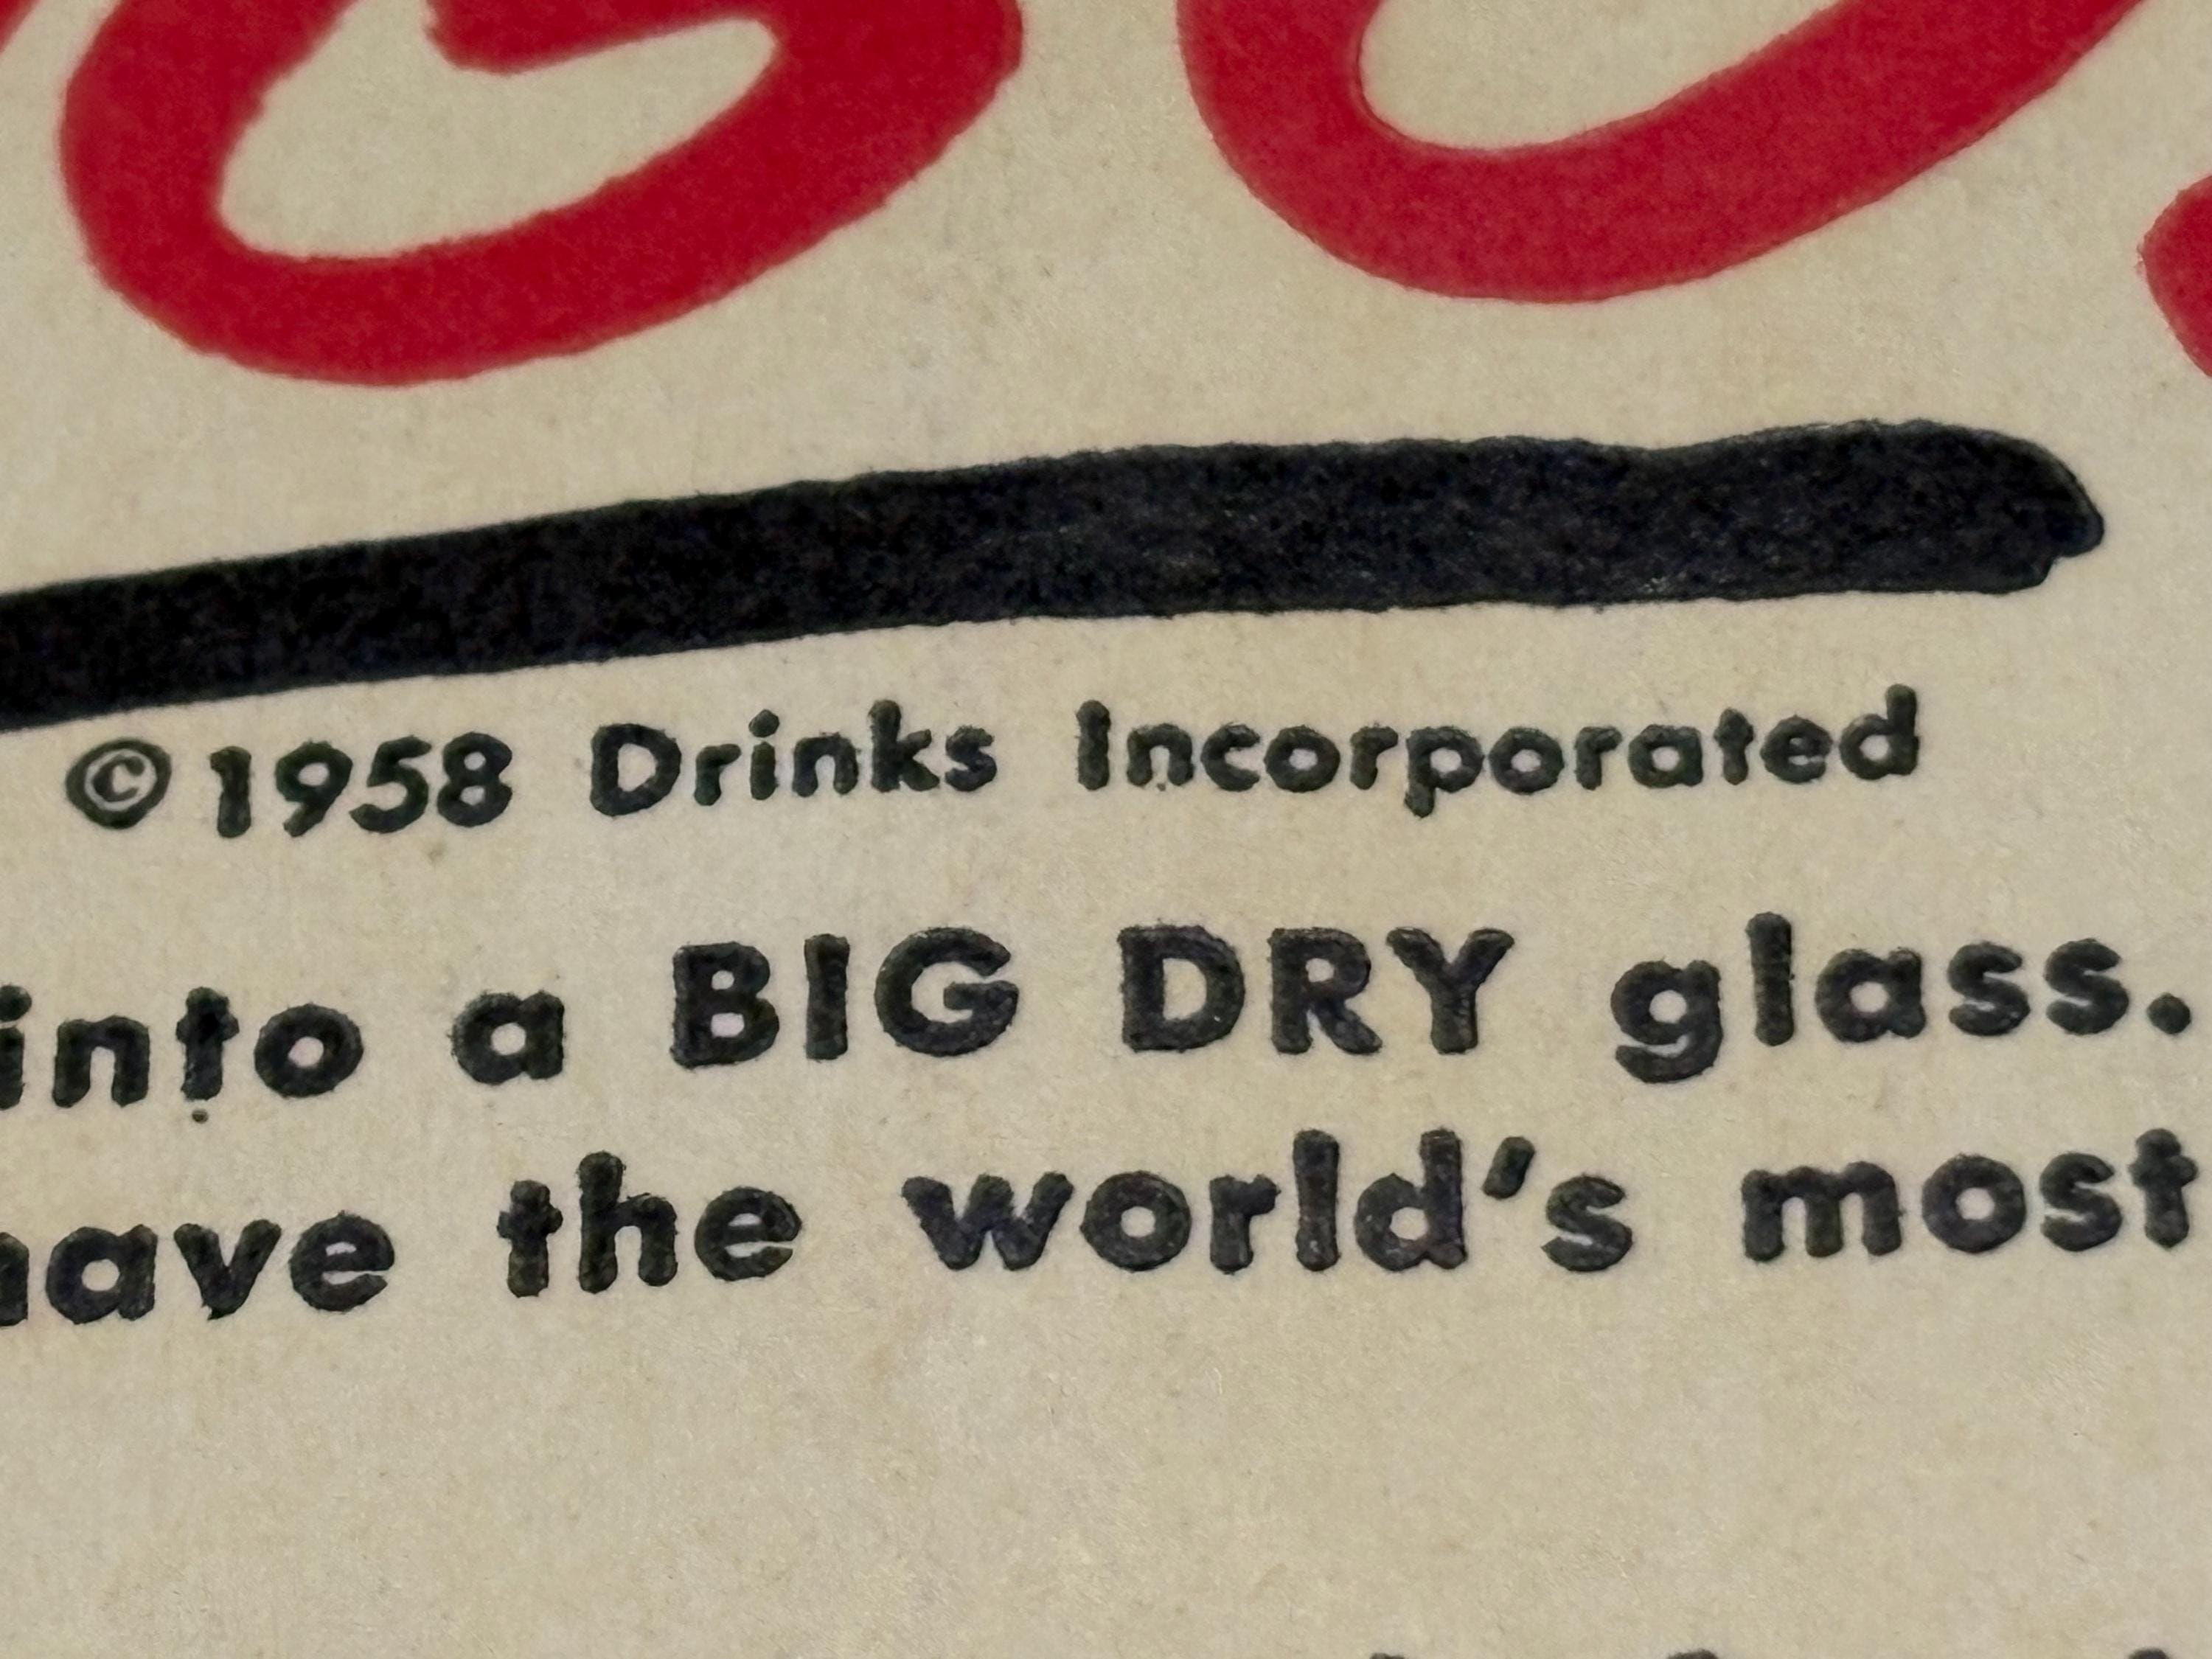 © 1958 Drinks Incorporated
into a BIG DRY glass.
have the world's most